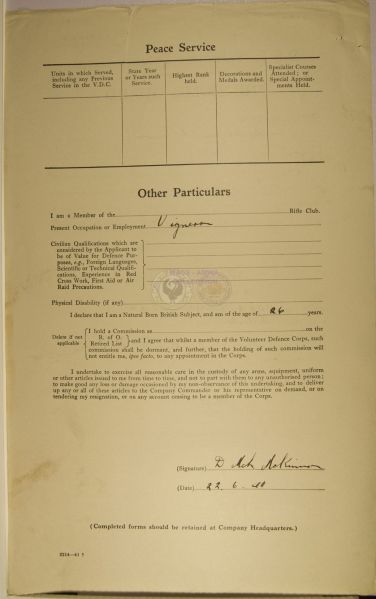 Peace Service
Units in which Served, including any Previous Service in the V.D.C.
State Year or Years such Service.
Highest Rank held.
Decorations and Medals Awarded.
Specialist Courses Attended; or Special Appointments Held.
Other Particulars
I am a Member of the Rifle Club.
Present Occupation or Employment Vigneron
Civilian Qualifications which are
considered by the Applicant to
be of Value for Defence Pur-
poses, e.g., Foreign Languages,
Scientific or Technical Qualifi-
cations, Experience in Red
Cross Work, First Aid or Air
Raid Precautions.
Physical Disability (if any)
I declare that I am a Natural Born British Subject, and am of the age of 26 years.
Delete if not applicable
I hold a Commission as on the
R. of O.
Retired List
and I agree that whilst a member of the Volunteer Defence Corps, such
commission shall be dormant, and further, that the holding of such commission will
not entitle me, ipso facto, to any appointment in the Corps.
I undertake to exercise all reasonable care in the custody of any arms, equipment, uniform
or other articles issued to me from time to time, and not to part with them to any unauthorised person;
to make good any loss or damage occasioned by my non-observance of this undertaking, and to deliver
up any or all of these articles to the Company Commander or his representative on demand, or on
tendering my resignation, or on any account ceasing to be a member of the Corps.
(Signature) D
(Date) 22 . 6 .
(Completed forms should be retained at Company Headquarters.)